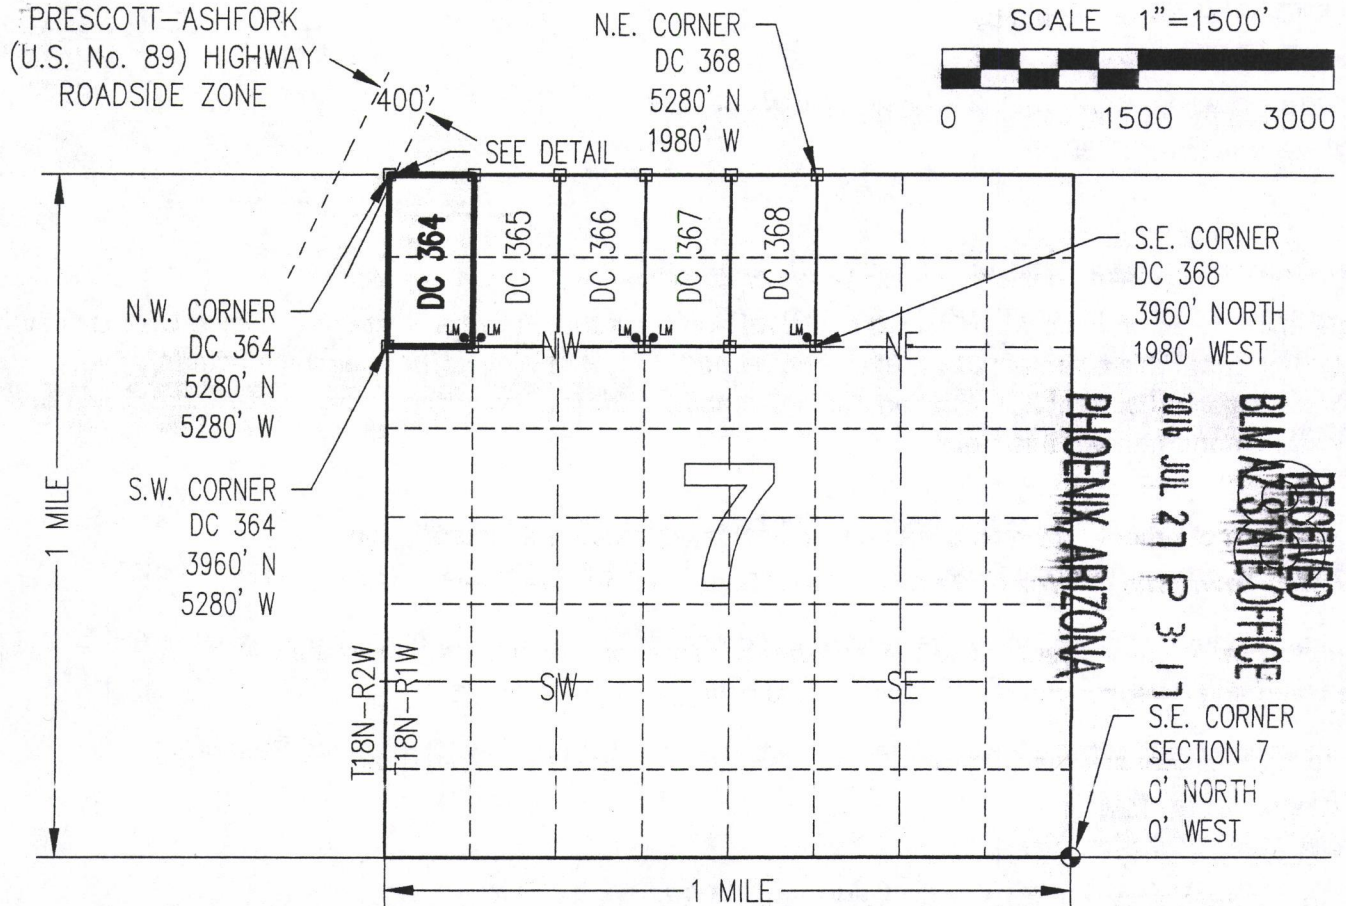 PRESCOTT-ASHFORK
(U.S. No. 89) HIGHWAY
ROADSIDE ZONE
400'
SEE DETAIL
N.E. CORNER
DC 368
5280' N
1980' W
SCALE 1"=1500'
0 1500 3000
DC 364
DC 365
DC 366
DC 367
DC 368
LM LM LM LM LM
NW NE
N.W. CORNER
DC 364
5280' N
5280' W
S.W. CORNER
DC 364
3960' N
5280' W
S.E. CORNER
DC 368
3960' NORTH
1980' WEST
1 MILE
7
RECEIVED
BLM AZ STATE OFFICE
2016 JUL 27 P 3: 17
PHOENIX ARIZONA
T18N-R2W
T18N-R1W
SW SE
S.E. CORNER
SECTION 7
0' NORTH
0' WEST
1 MILE